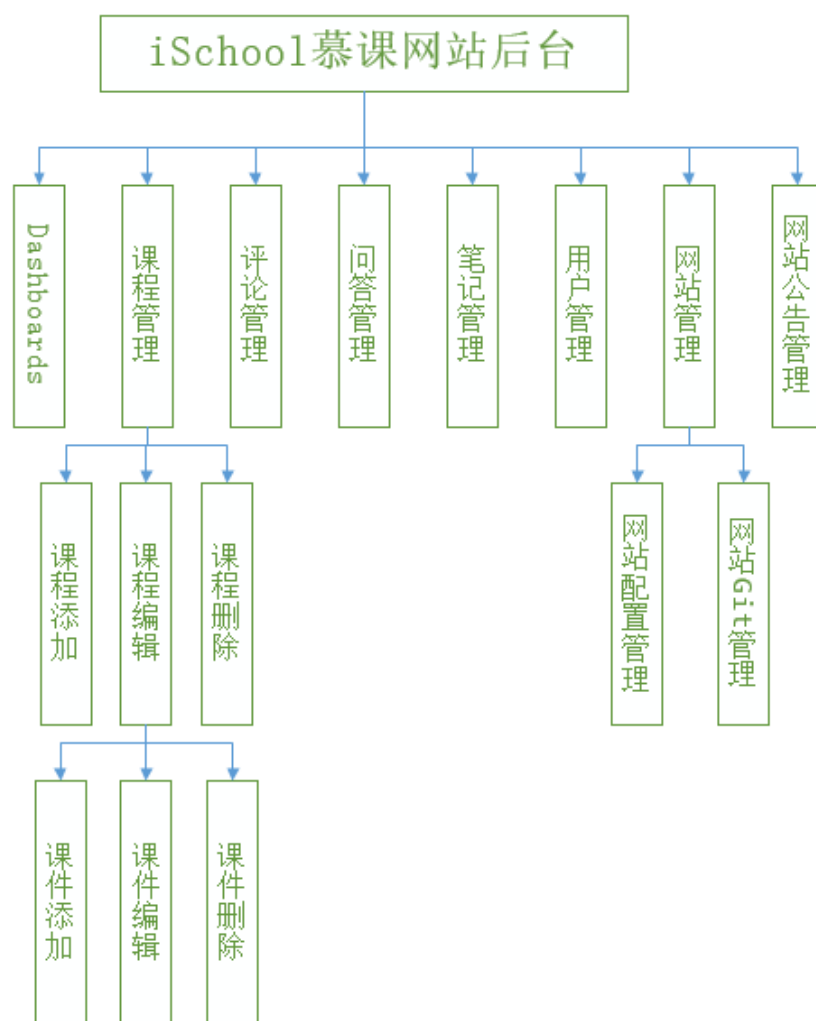 iSchool慕课网站后台
Dashboards
课程管理
评论管理
问答管理
笔记管理
用户管理
网站管理
网站公告管理
课程添加
课程编辑
课程删除
网站配置管理
网站Git管理
课件添加
课件编辑
课件删除